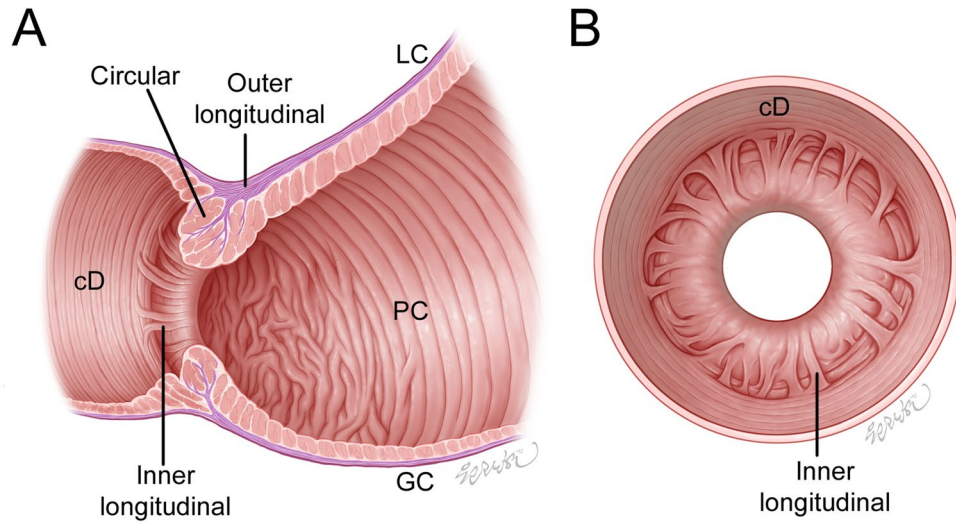 A
B
LC
Circular
Outer
longitudinal
cD
cD
PC
Inner
longitudinal
GC
Inner
longitudinal